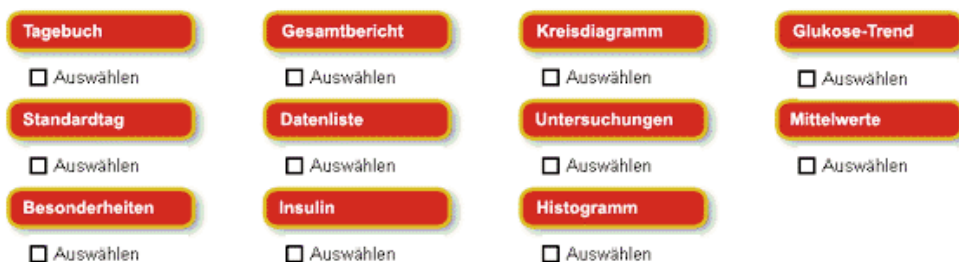 Tagebuch Gesamtbericht Kreisdiagramm Glukose-Trend
Auswählen Auswählen Auswählen Auswählen
Standardtag Datenliste Untersuchungen Mittelwerte
Auswählen Auswählen Auswählen Auswählen
Besonderheiten Insulin Histogramm
Auswählen Auswählen Auswählen